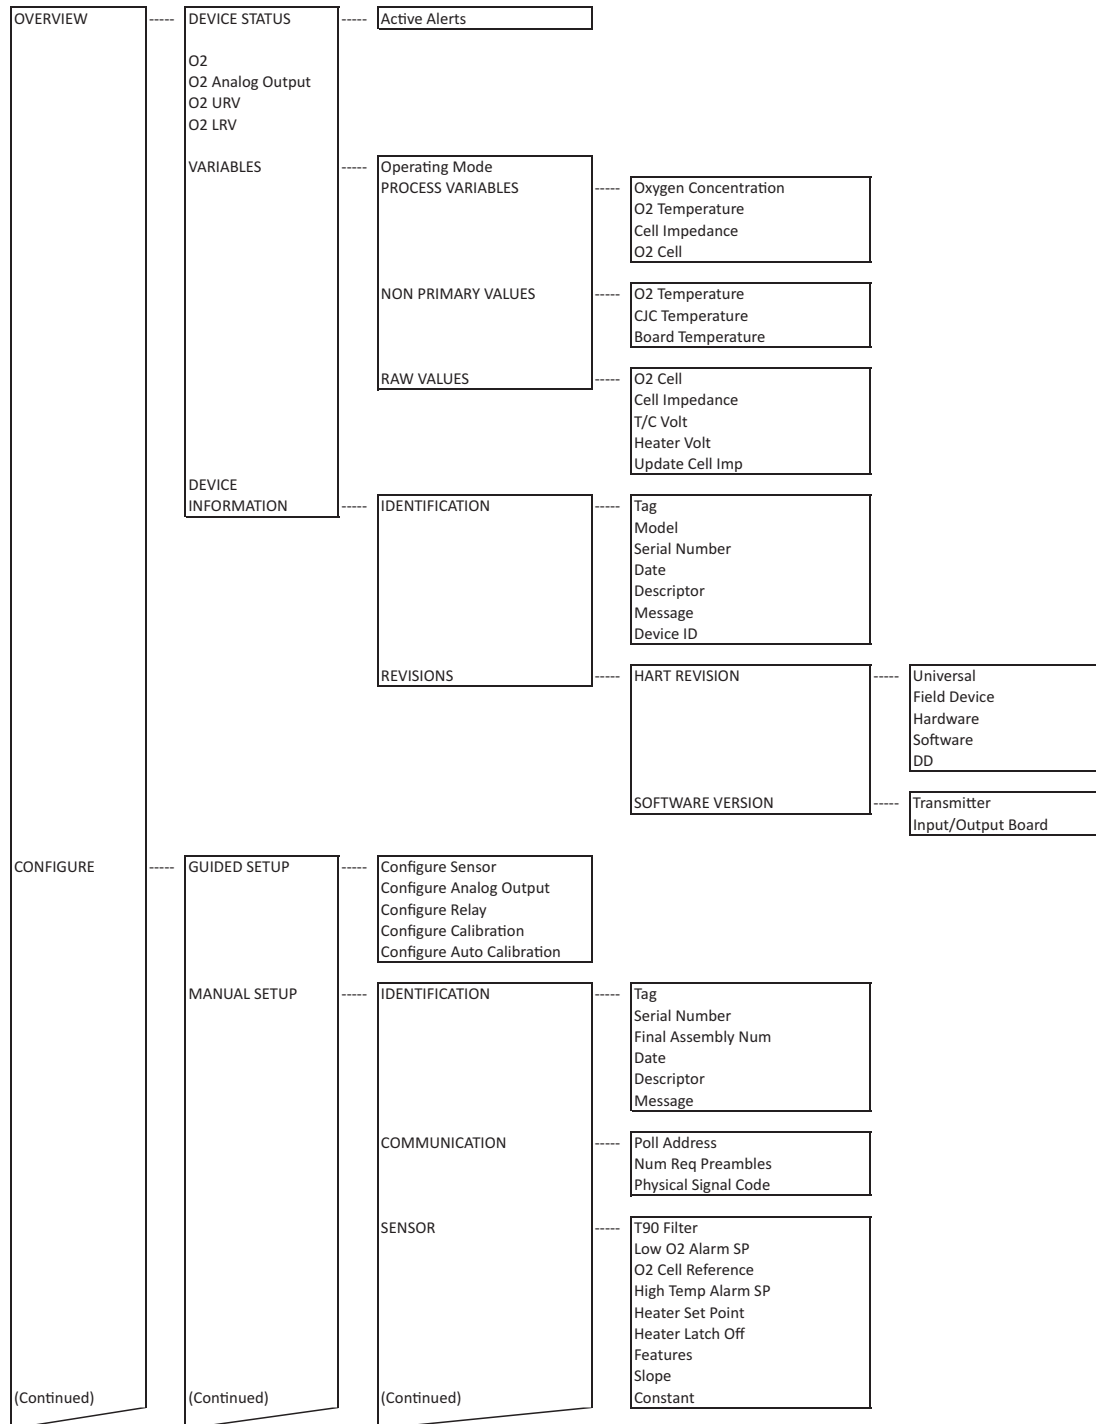 OVERVIEW ----- DEVICE STATUS ----- Active Alerts
O2
O2 Analog Output
O2 URV
O2 LRV
VARIABLES ----- Operating Mode
PROCESS VARIABLES ----- Oxygen Concentration
O2 Temperature
Cell Impedance
O2 Cell
NON PRIMARY VALUES ----- O2 Temperature
CJC Temperature
Board Temperature
RAW VALUES ----- O2 Cell
Cell Impedance
T/C Volt
Heater Volt
Update Cell Imp
DEVICE
INFORMATION ----- IDENTIFICATION ----- Tag
Model
Serial Number
Date
Descriptor
Message
Device ID
REVISIONS ----- HART REVISION ----- Universal
Field Device
Hardware
Software
DD
SOFTWARE VERSION ----- Transmitter
Input/Output Board
CONFIGURE ----- GUIDED SETUP ----- Configure Sensor
Configure Analog Output
Configure Relay
Configure Calibration
Configure Auto Calibration
MANUAL SETUP ----- IDENTIFICATION ----- Tag
Serial Number
Final Assembly Num
Date
Descriptor
Message
COMMUNICATION ----- Poll Address
Num Req Preambles
Physical Signal Code
SENSOR ----- T90 Filter
Low O2 Alarm SP
O2 Cell Reference
High Temp Alarm SP
Heater Set Point
Heater Latch Off
Features
Slope
(Continued) (Continued) (Continued) Constant